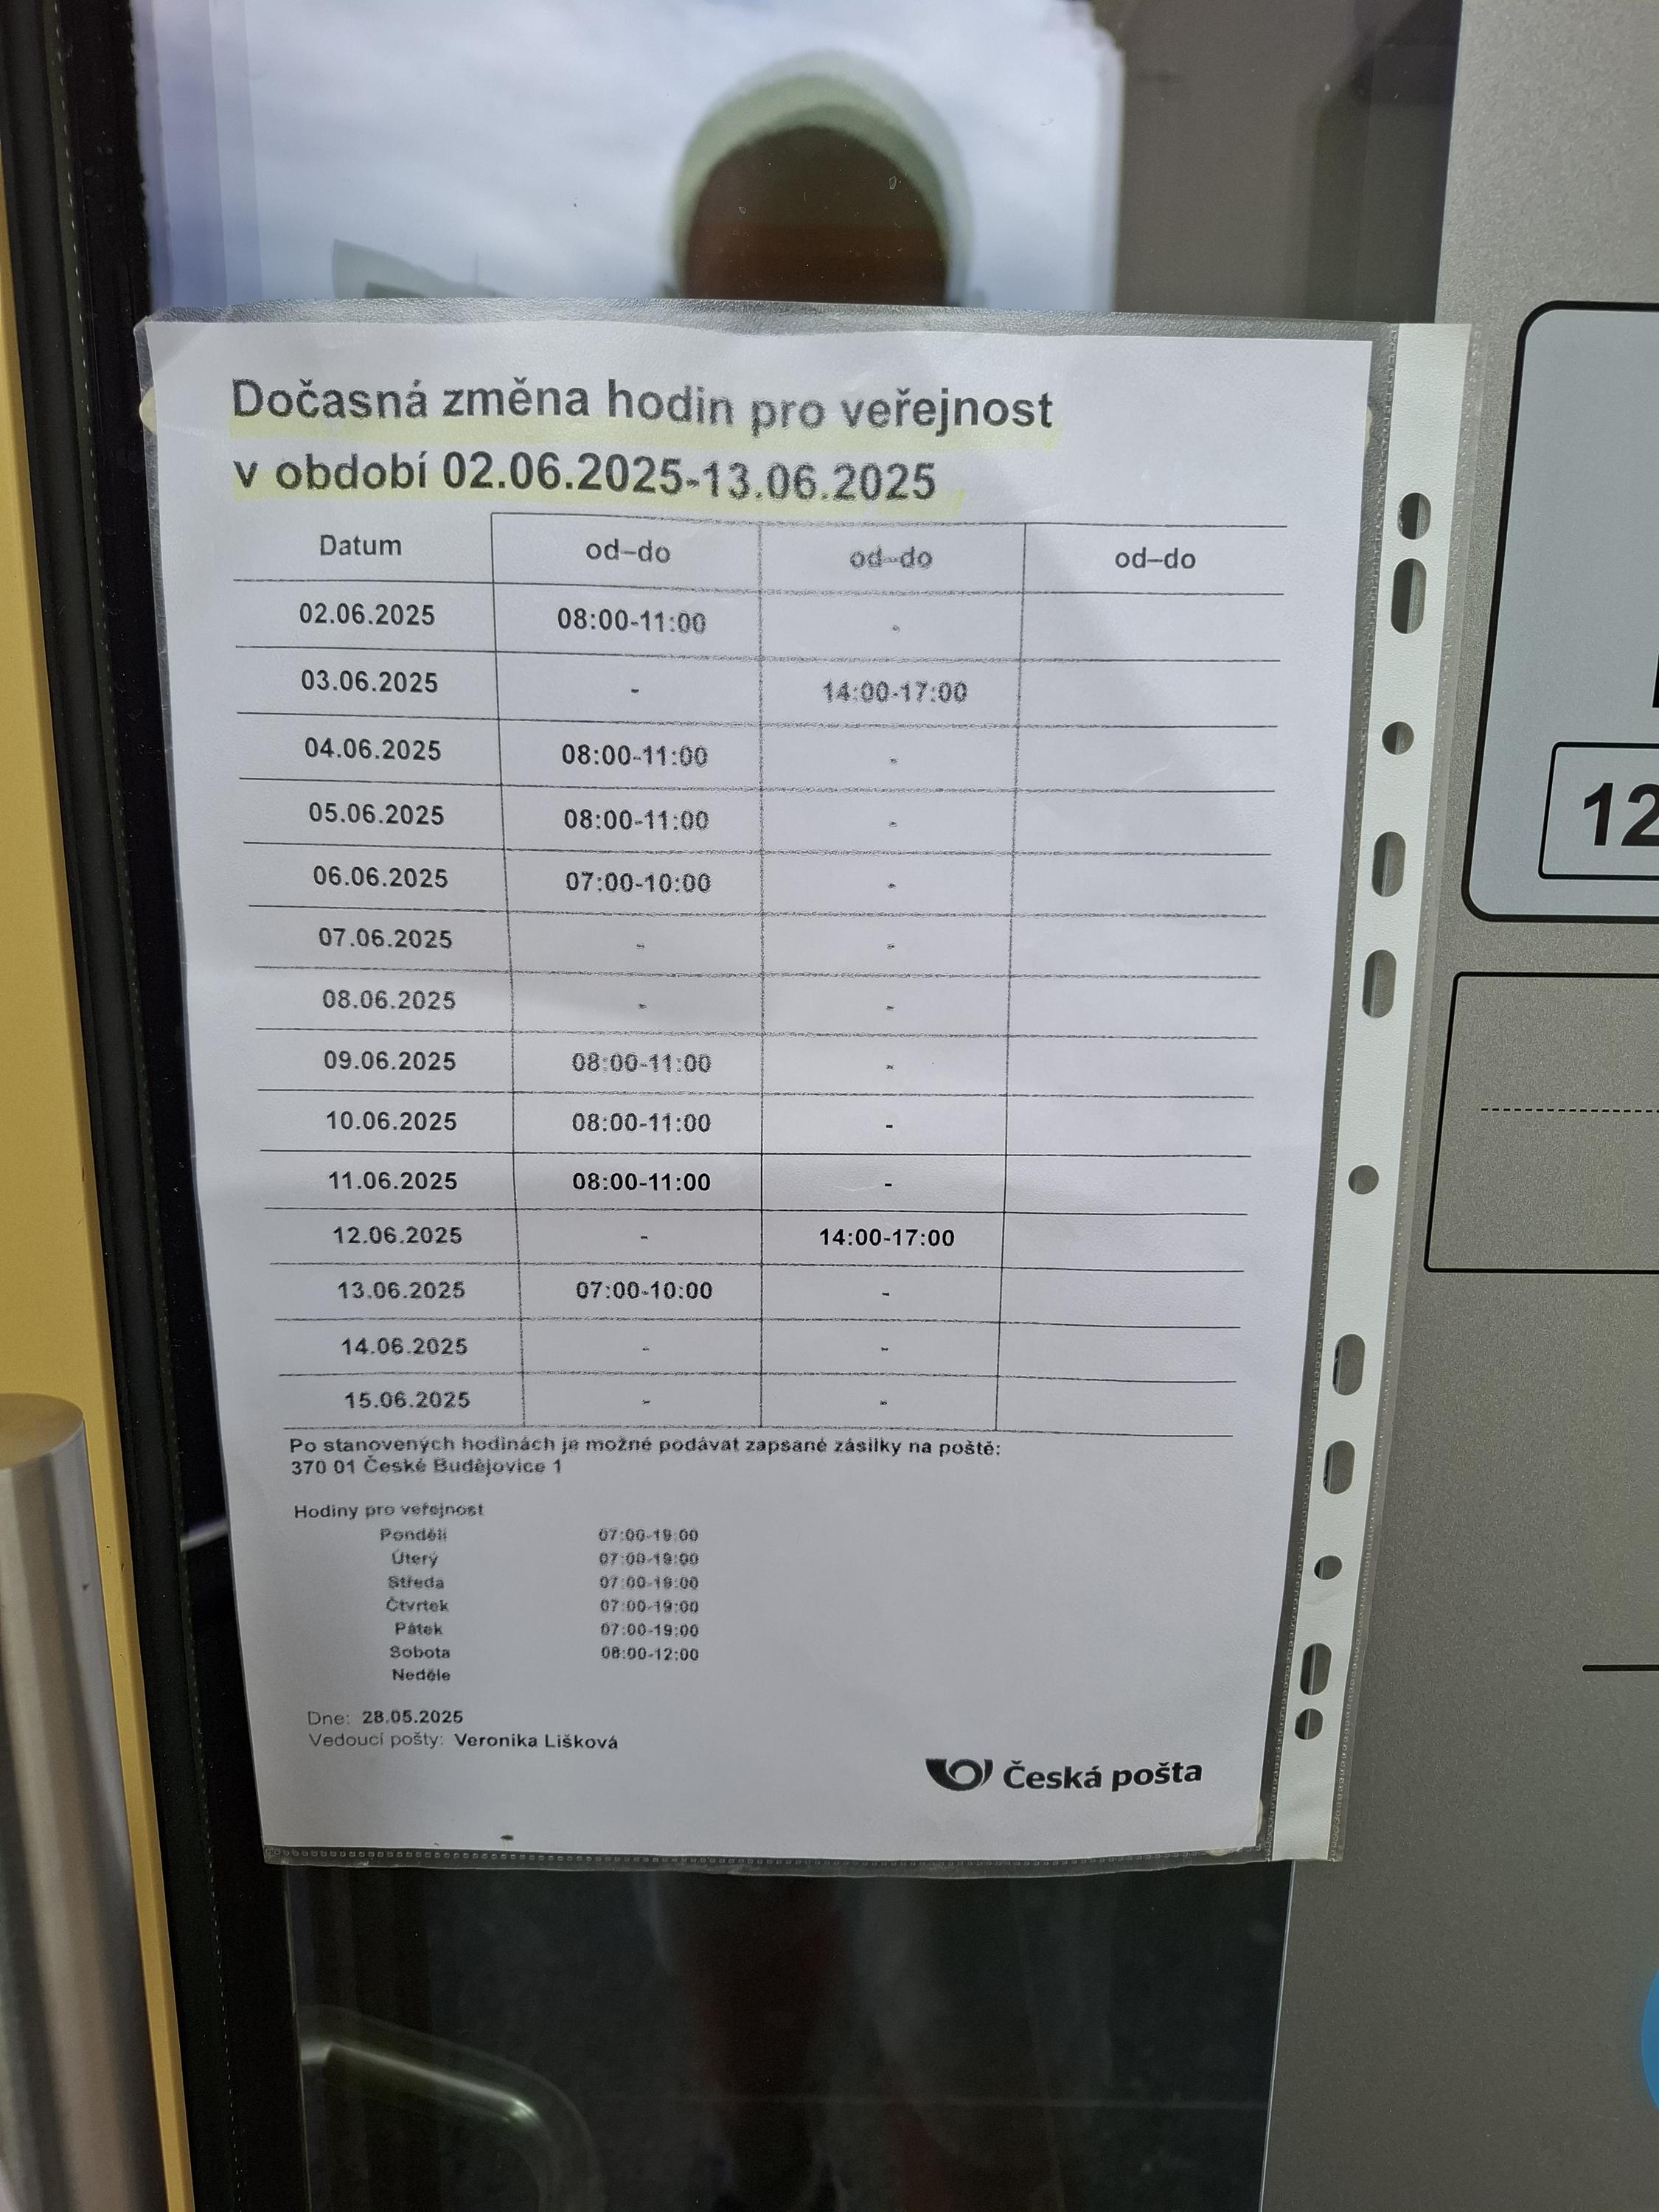 Dočasná změna hodin pro veřejnost
v období 02.06.2025-13.06.2025
Datum od–do od–do od–do
02.06.2025 08:00-11:00 -
03.06.2025 - 14:00-17:00
04.06.2025 08:00-11:00 -
05.06.2025 08:00-11:00 -
06.06.2025 07:00-10:00 -
07.06.2025 - -
08.06.2025 - -
09.06.2025 08:00-11:00 -
10.06.2025 08:00-11:00 -
11.06.2025 08:00-11:00 -
12.06.2025 - 14:00-17:00
13.06.2025 07:00-10:00 -
14.06.2025 - -
15.06.2025 - -
Po stanovených hodinách je možné podávat zapsané zásilky na poště:
370 01 České Budějovice 1
Hodiny pro veřejnost
Pondělí 07:00-19:00
Úterý 07:00-19:00
Středa 07:00-19:00
Čtvrtek 07:00-19:00
Pátek 07:00-19:00
Sobota 08:00-12:00
Neděle
Dne: 28.05.2025
Vedoucí pošty: Veronika Lišková
Česká pošta
12